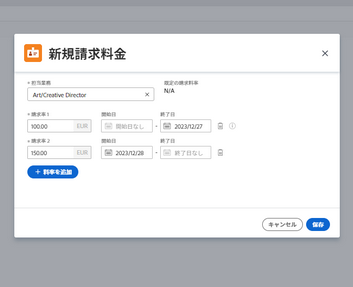 新規請求料金
* 担当業務
Art/Creative Director
既定の請求料率
N/A
* 請求率 1
開始日
終了日
100.00 EUR
開始日なし - 2023/12/27
* 請求率 2
開始日
終了日
150.00 EUR
2023/12/28 - 終了日なし
+ 料率を追加
キャンセル
保存